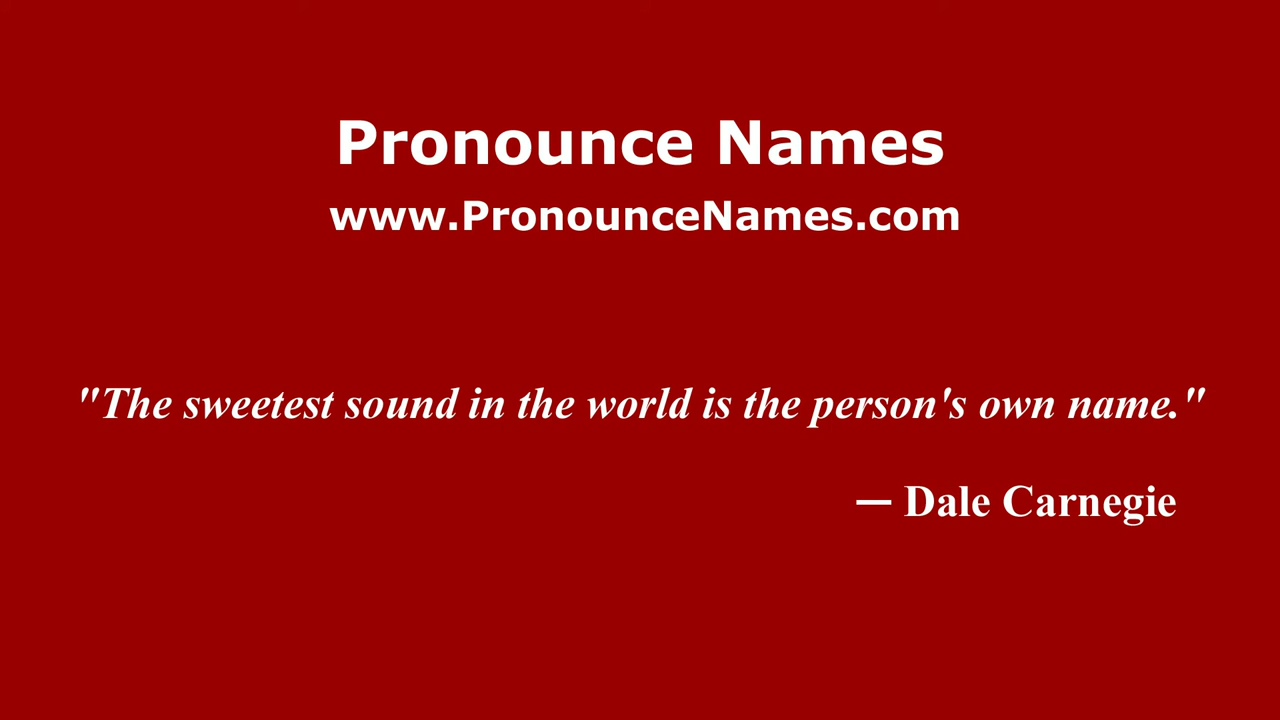 Pronounce Names
www.PronounceNames.com
"The sweetest sound in the world is the person's own name."
— Dale Carnegie